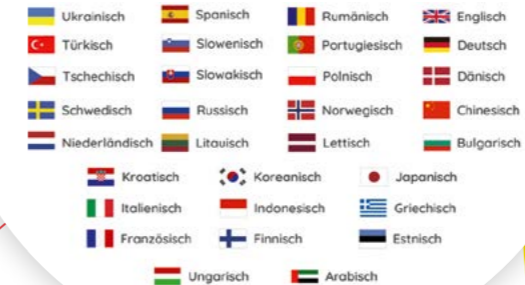 Ukrainisch Spanisch Rumänisch Englisch
Türkisch Slowenisch Portugiesisch Deutsch
Tschechisch Slowakisch Polnisch Dänisch
Schwedisch Russisch Norwegisch Chinesisch
Niederländisch Litauisch Lettisch Bulgarisch
Kroatisch Koreanisch Japanisch
Italienisch Indonesisch Griechisch
Französisch Finnisch Estnisch
Ungarisch Arabisch